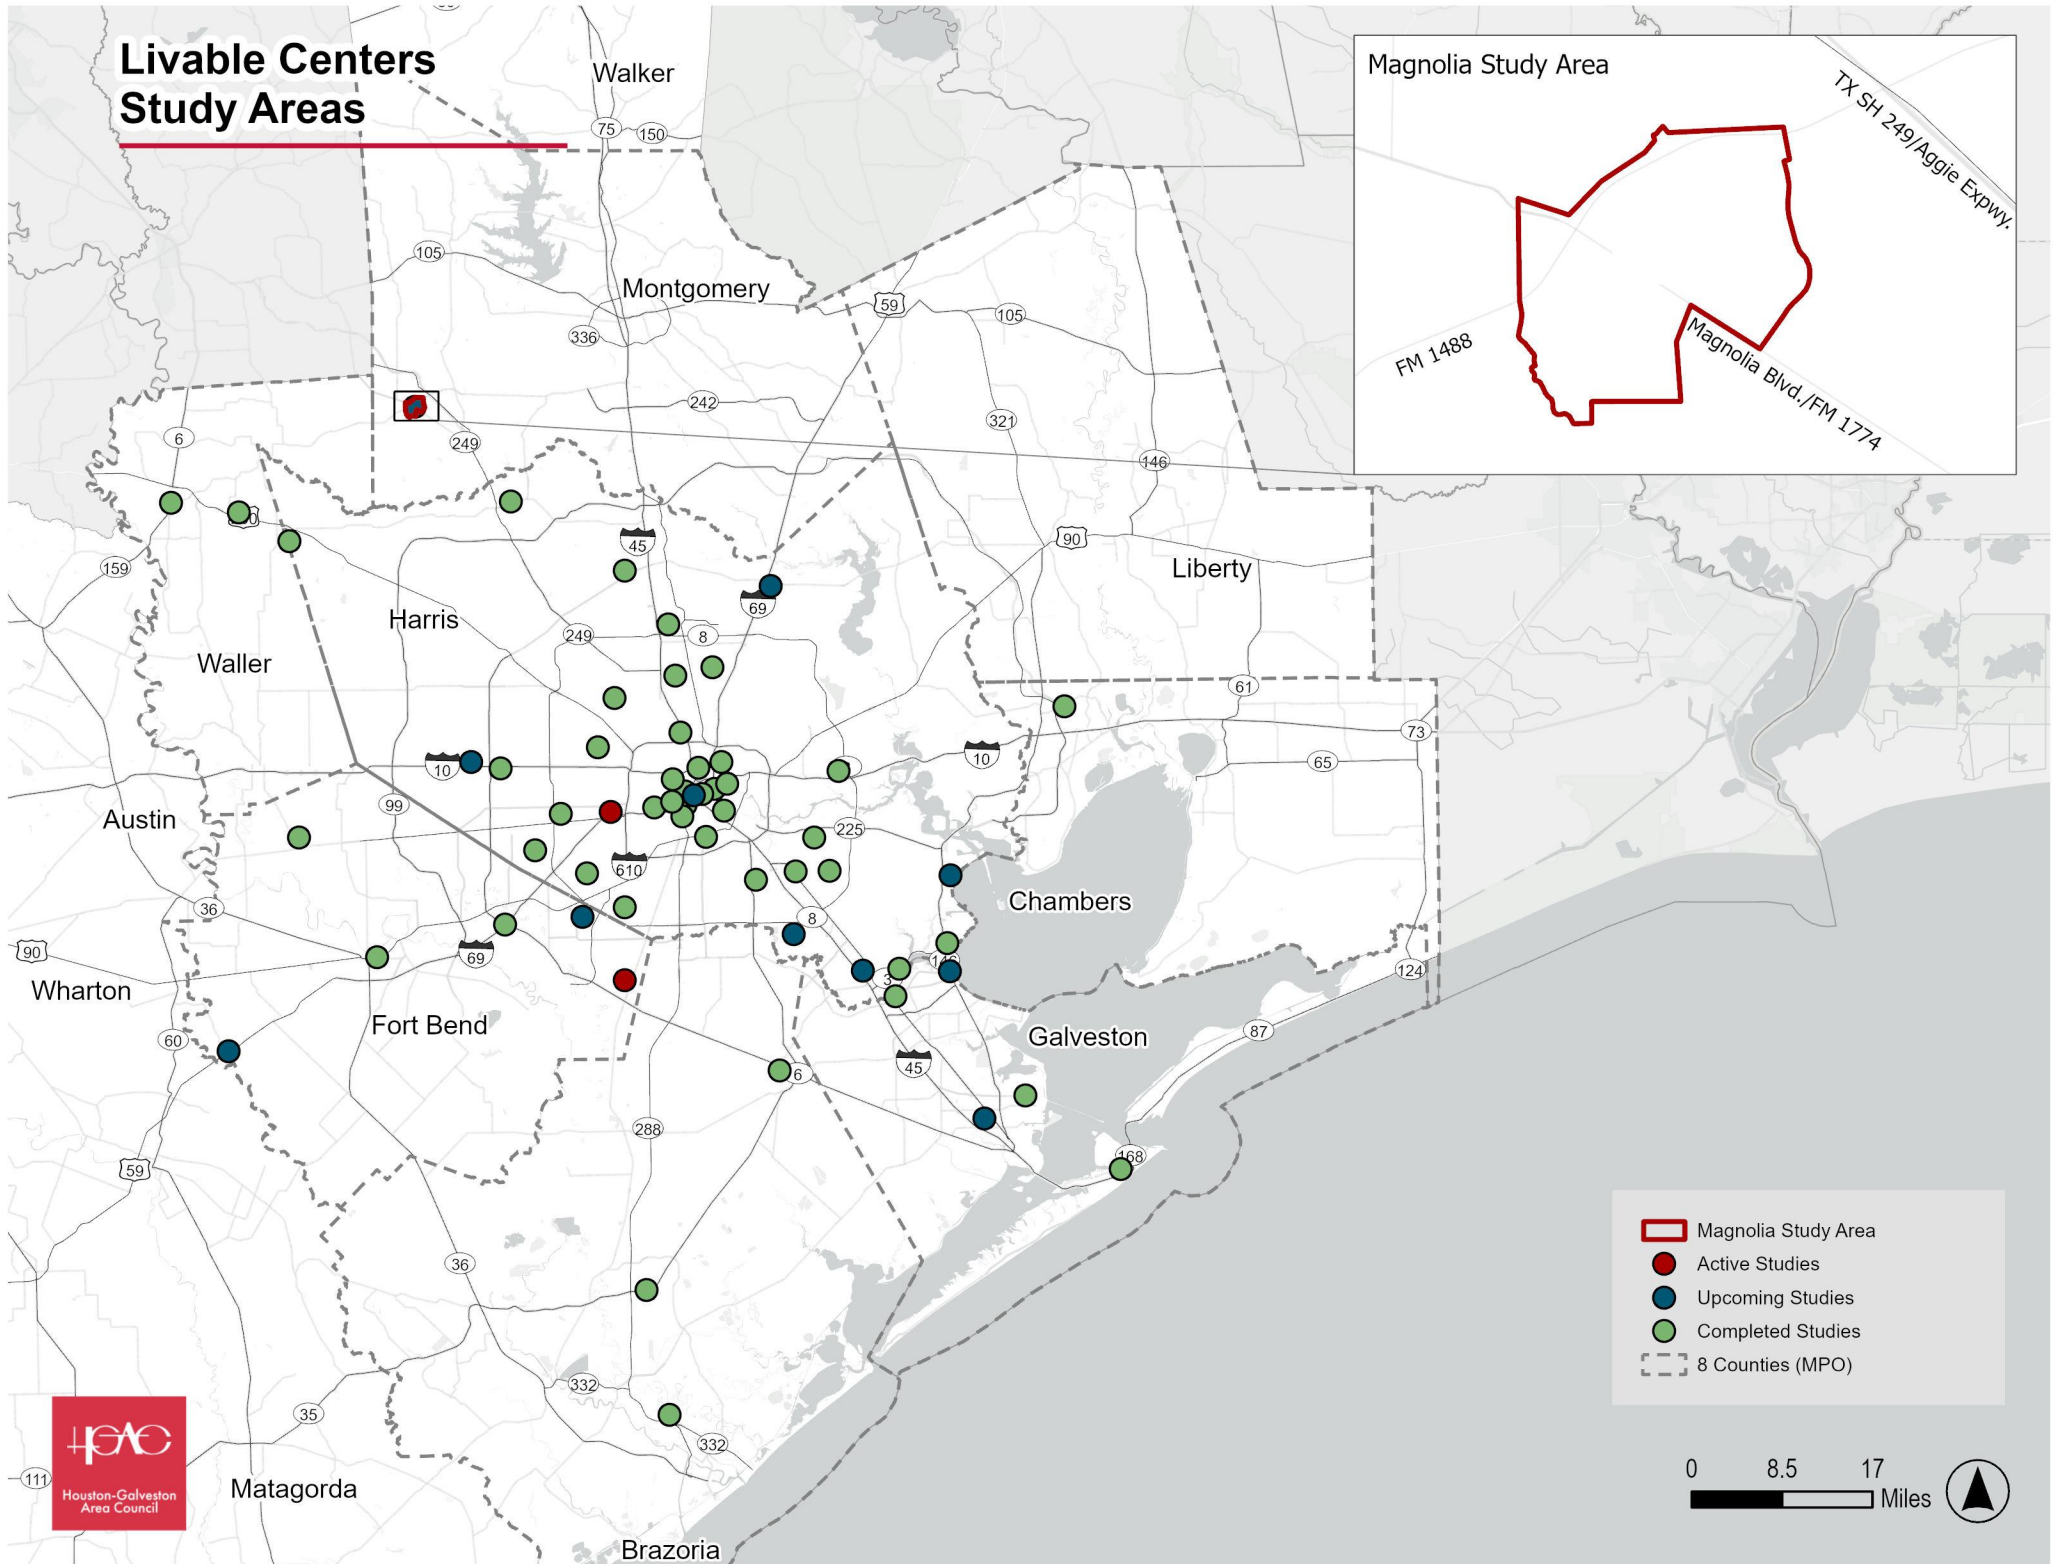 Livable Centers
Study Areas
Magnolia Study Area
TX SH 249/Aggie Expwy.
FM 1488
Magnolia Blvd./FM 1774
Walker
75
150
105
Montgomery
59
105
336
242
321
6
249
146
45
90
159
Liberty
69
Harris
249
8
Waller
61
73
10
10
65
99
Austin
225
610
36
8
Chambers
90
69
3
124
Wharton
Fort Bend
87
Galveston
60
45
6
288
168
59
36
332
35
332
111
Matagorda
Brazoria
Magnolia Study Area
Active Studies
Upcoming Studies
Completed Studies
8 Counties (MPO)
0
8.5
17
Miles
Houston-Galveston
Area Council